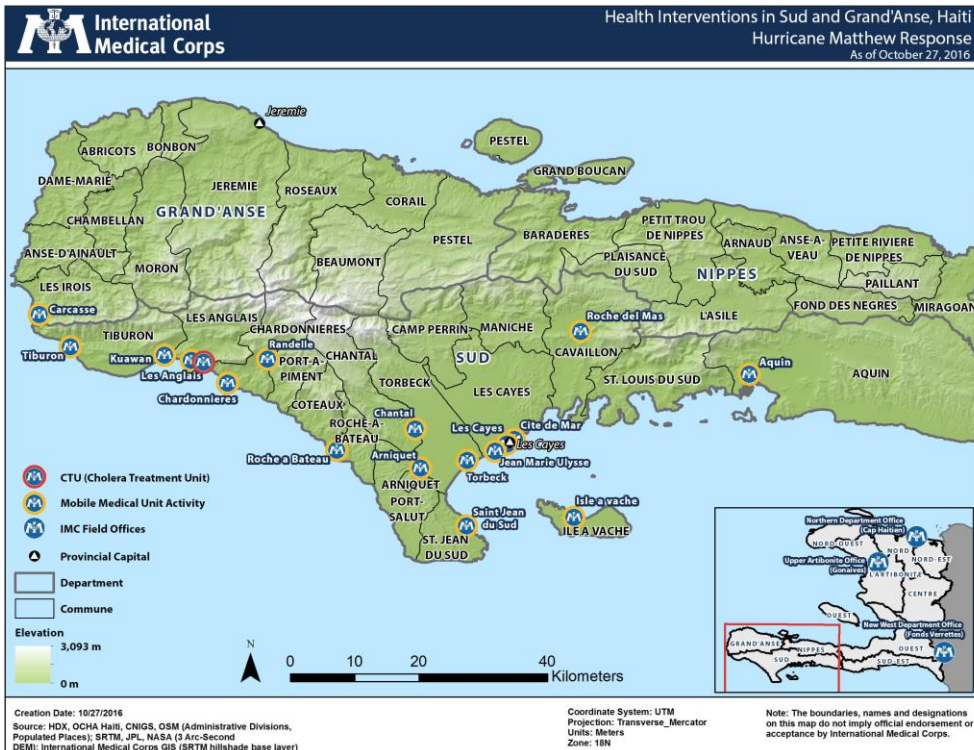 International
Medical Corps
Health Interventions in Sud and Grand'Anse, Haiti
Hurricane Matthew Response
As of October 27, 2016
Jeremie
PESTEL
GRAND BOUCAN
ABRICOTS
BONBON
DAME-MARIE
JEREMIE
ROSEAUX
CORAIL
CHAMBELLAN
GRAND'ANSE
PESTEL
BARADERES
PETIT TROU
DE NIPPES
ARNAUD
ANSE-A-
VEAU
PETITE RIVIERE
DE NIPPES
ANSE-D'AINAULT
MORON
BEAUMONT
PLAISANCE
DU SUD
NIPPES
PAILLANT
LES IROIS
FOND DES NEGRES
MIRAGOAN
Carcasse
LES ANGLAIS
CHARDONNIERES
CAMP PERRIN
MANICHE
Roche del Mas
L'ASILE
TIBURON
Tiburon
Kuawan
Randelle
CHANTAL
SUD
CAVAILLON
Les Anglais
PORT-A-
PIMENT
Aquin
AQUIN
Chardonnieres
TORBECK
LES CAYES
ST. LOUIS DU SUD
COTEAUX
Chantal
ROCHE-A-
BATEAU
Les Cayes
Cite de Mar
Les Cayes
Roche a Bateau
Arniquet
Jean Marie Ulysse
Torbeck
ARNIQUET
PORT-
SALUT
Saint Jean
du Sud
Isle a vache
ILE A VACHE
ST. JEAN
DU SUD
CTU (Cholera Treatment Unit)
Mobile Medical Unit Activity
IMC Field Offices
Provincial Capital
Department
Commune
Elevation
3,093 m
0 m
N
0 10 20 40
Kilometers
Northern Department Office
(Cap Haitien)
NORD-OUEST
NORD
NORD-EST
Upper Artibonite Office
(Gonaives)
L'ARTIBONITE
CENTRE
OUEST
New West Department Office
(Fonds Verrettes)
GRAND'ANSE
NIPPES
OUEST
SUD
SUD-EST
Creation Date: 10/27/2016
Source: HDX, OCHA Haiti, CNIGS, OSM (Administrative Divisions,
Populated Places); SRTM, JPL, NASA (3 Arc-Second
DEM); International Medical Corps GIS (SRTM hillshade base layer)
Coordinate System: UTM
Projection: Transverse_Mercator
Units: Meters
Zone: 18N
Note: The boundaries, names and designations
on this map do not imply official endorsement or
acceptance by International Medical Corps.